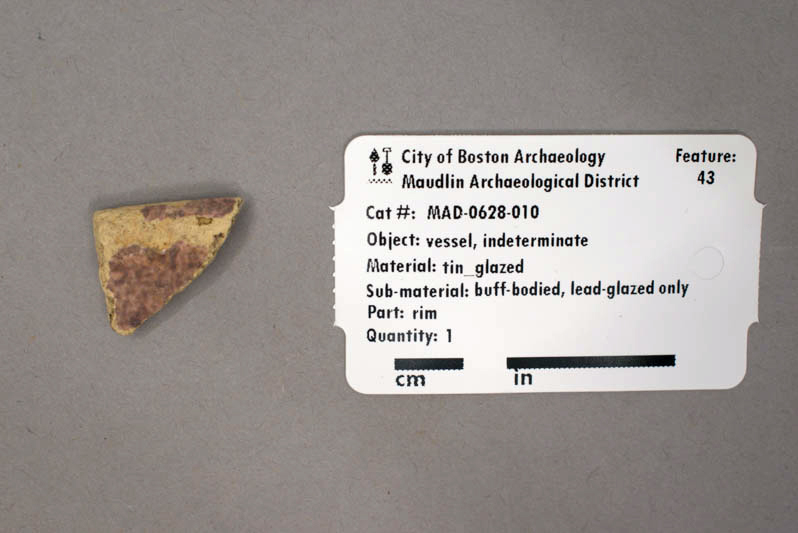 City of Boston Archaeology
Maudlin Archaeological District
Feature:
43
Cat #: MAD-0628-010
Object: vessel, indeterminate
Material: tin_glazed
Sub-material: buff-bodied, lead-glazed only
Part: rim
Quantity: 1
cm in